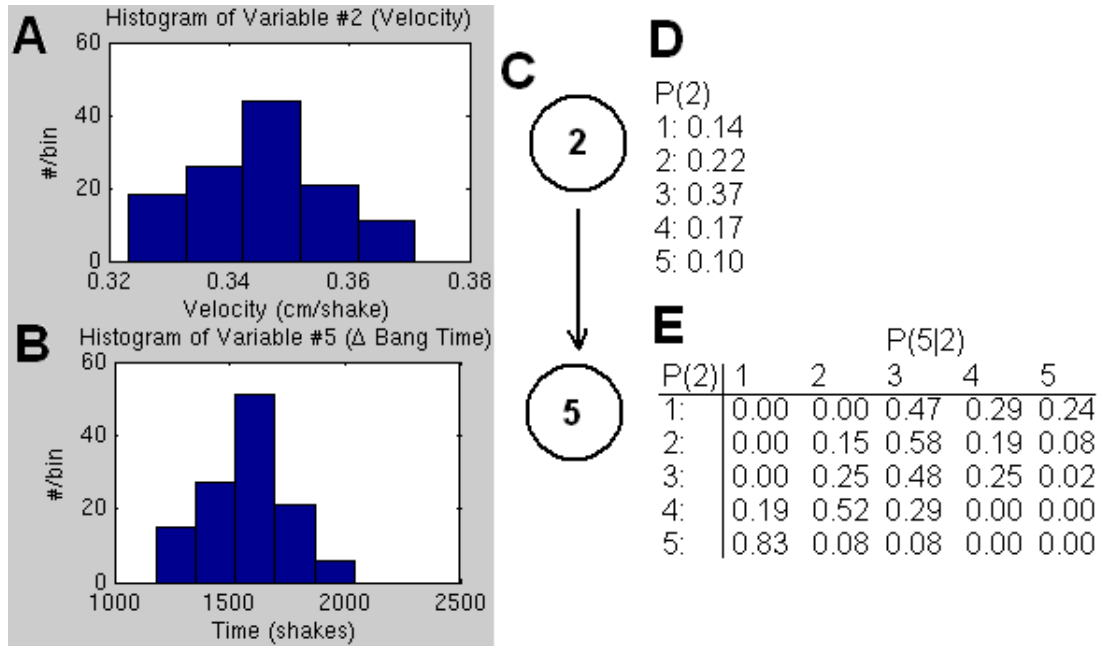 A
Histogram of Variable #2 (Velocity)
60
40
20
0
#/bin
0.32 0.34 0.36 0.38
Velocity (cm/shake)
B
Histogram of Variable #5 (Δ Bang Time)
60
40
20
0
#/bin
1000 1500 2000 2500
Time (shakes)
C
2
5
D
P(2)
1: 0.14
2: 0.22
3: 0.37
4: 0.17
5: 0.10
E
P(5|2)
P(2) 1 2 3 4 5
1: 0.00 0.00 0.47 0.29 0.24
2: 0.00 0.15 0.58 0.19 0.08
3: 0.00 0.25 0.48 0.25 0.02
4: 0.19 0.52 0.29 0.00 0.00
5: 0.83 0.08 0.08 0.00 0.00